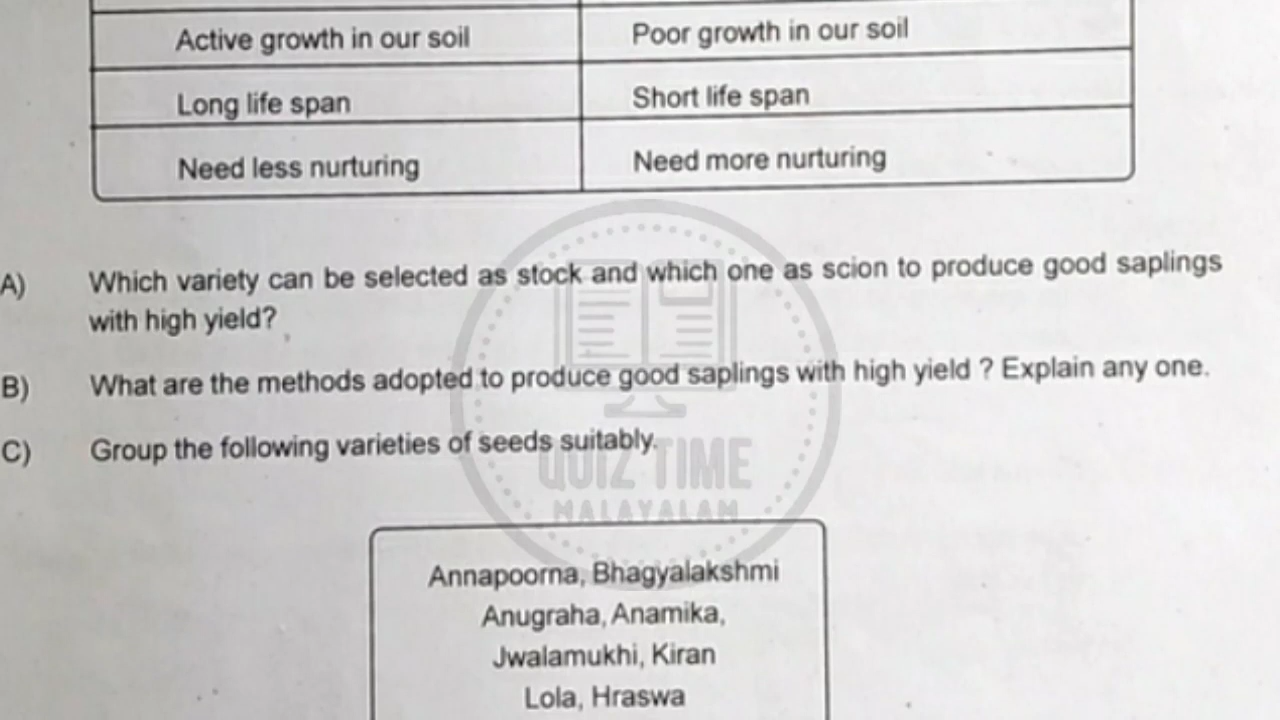 Active growth in our soil Poor growth in our soil
Long life span Short life span
Need less nurturing Need more nurturing
A) Which variety can be selected as stock and which one as scion to produce good saplings
with high yield?
B) What are the methods adopted to produce good saplings with high yield ? Explain any one.
C) Group the following varieties of seeds suitably.
QUIZ TIME
MALAYALAM
Annapoorna, Bhagyalakshmi
Anugraha, Anamika,
Jwalamukhi, Kiran
Lola, Hraswa